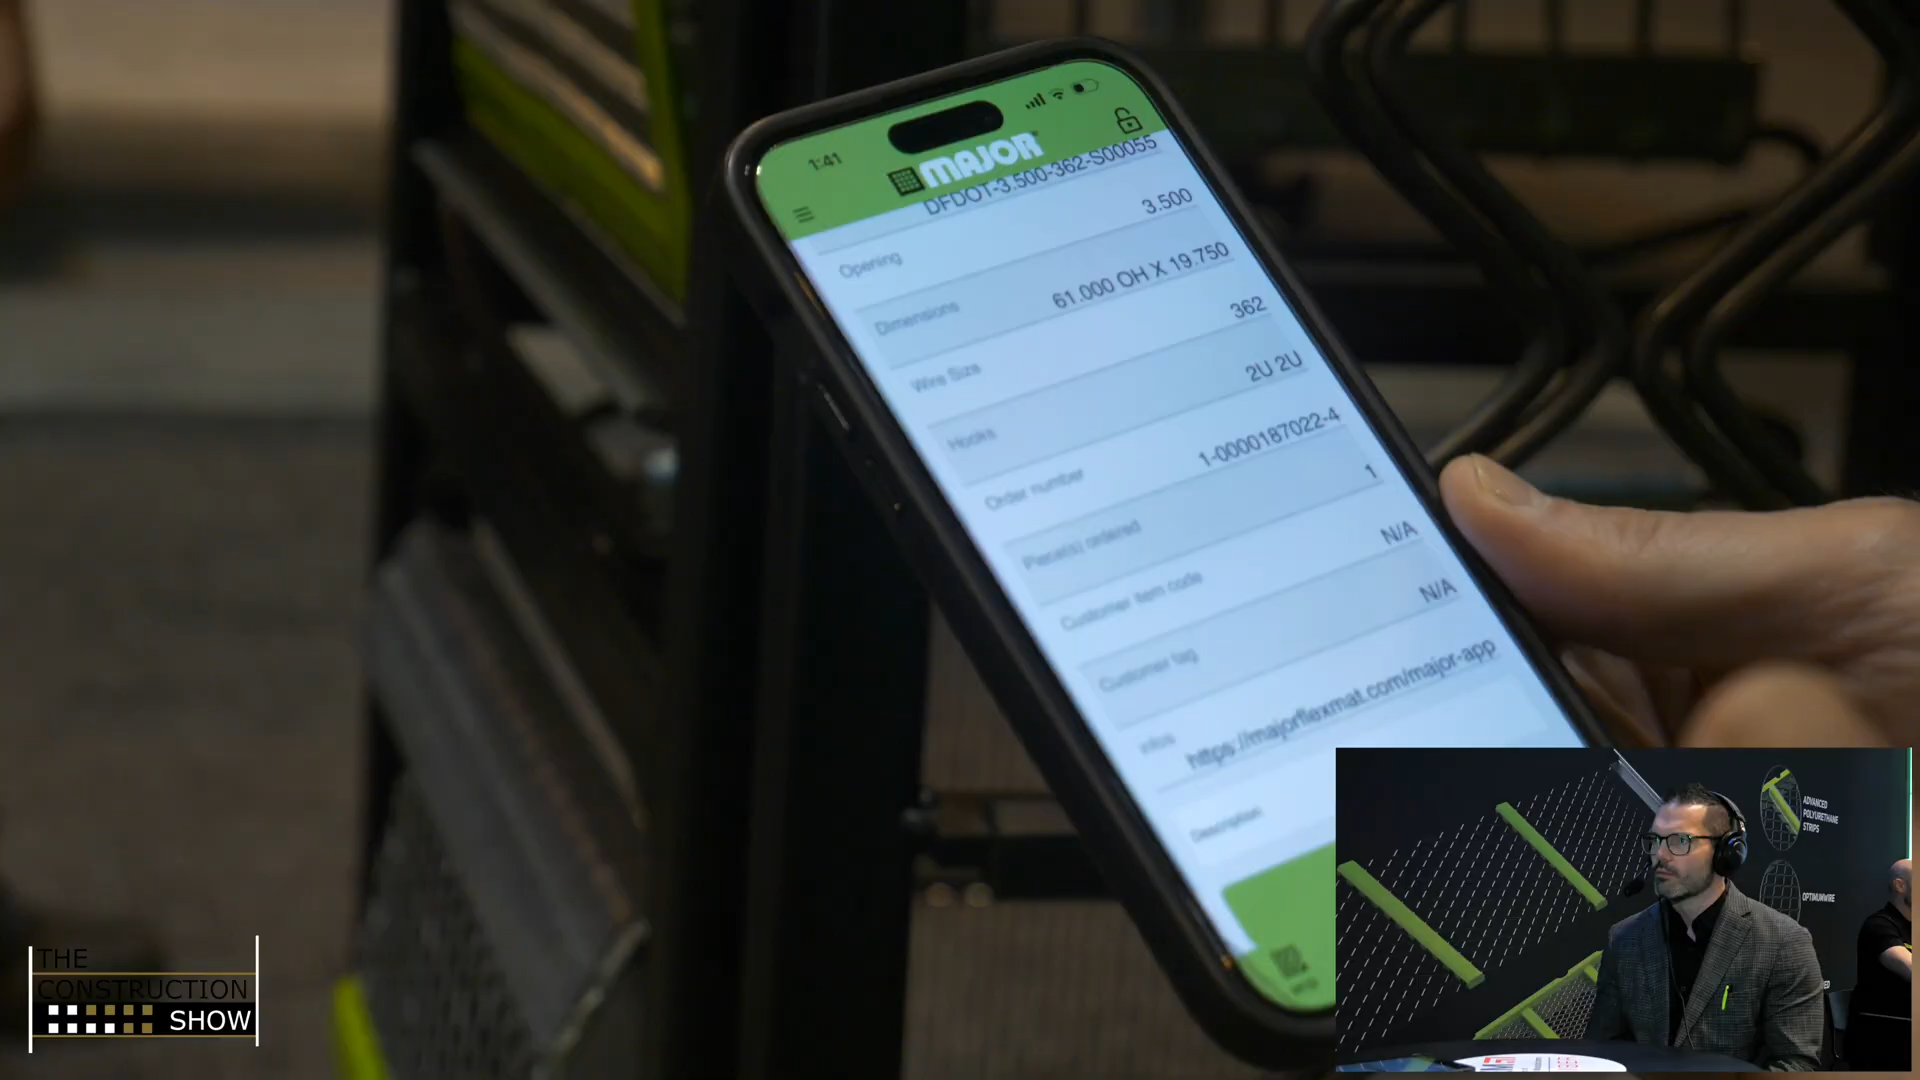 1:41
MAJOR
DFDOT-3.500-362-S00055
Opening 3.500
Dimensions 61.000 OH X 19.750
Wire Size 362
Hooks 2U 2U
Order number 1-0000187022-4
Piece(s) ordered 1
Customer item code N/A
Customer tag N/A
Infos https://majorflexmat.com/major-app
Description
THE
CONSTRUCTION
SHOW
ADVANCED
POLYURETHANE
STRIPS
OPTIMUMWIRE